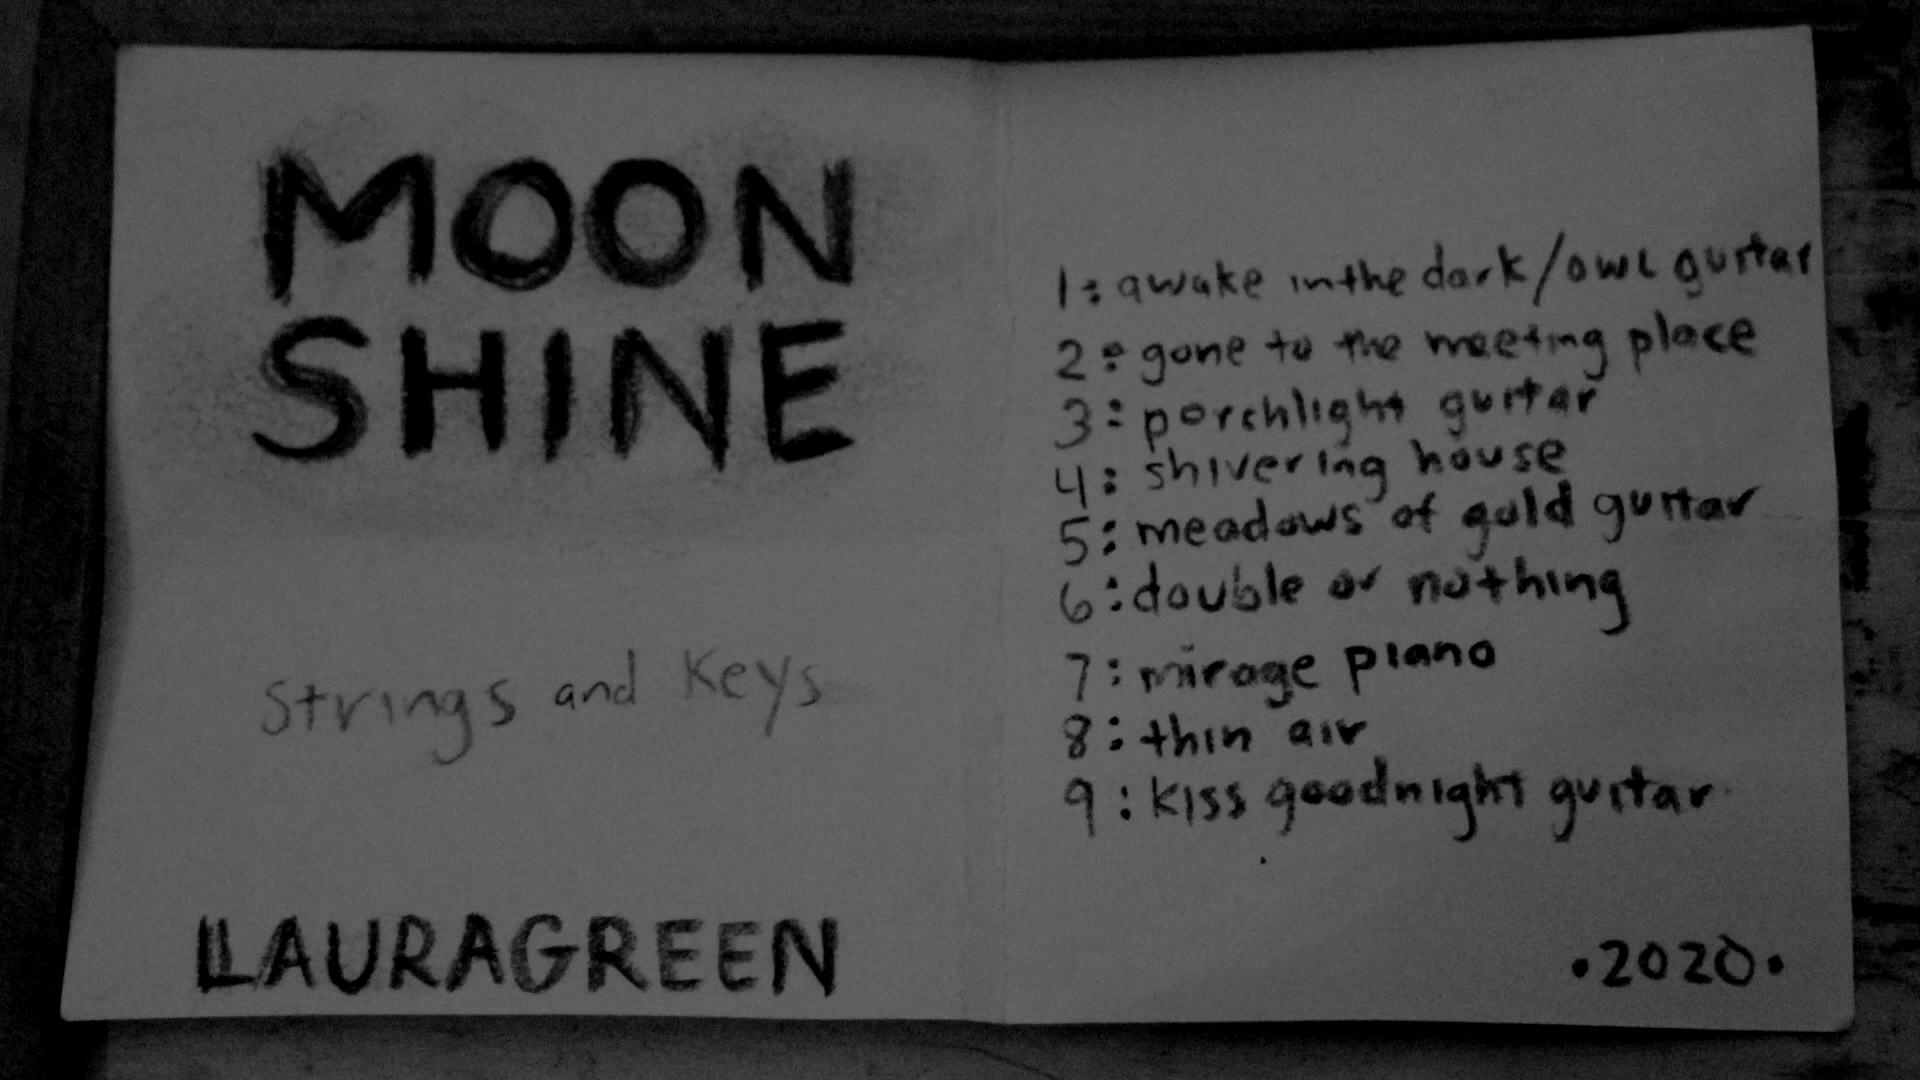 MOON
SHINE
Strings and Keys
LAURAGREEN
1: awake in the dark/owl guitar
2: gone to the meeting place
3: porchlight guitar
4: shivering house
5: meadows of gold guitar
6: double or nothing
7: mirage piano
8: thin air
9: kiss goodnight guitar
•2020•